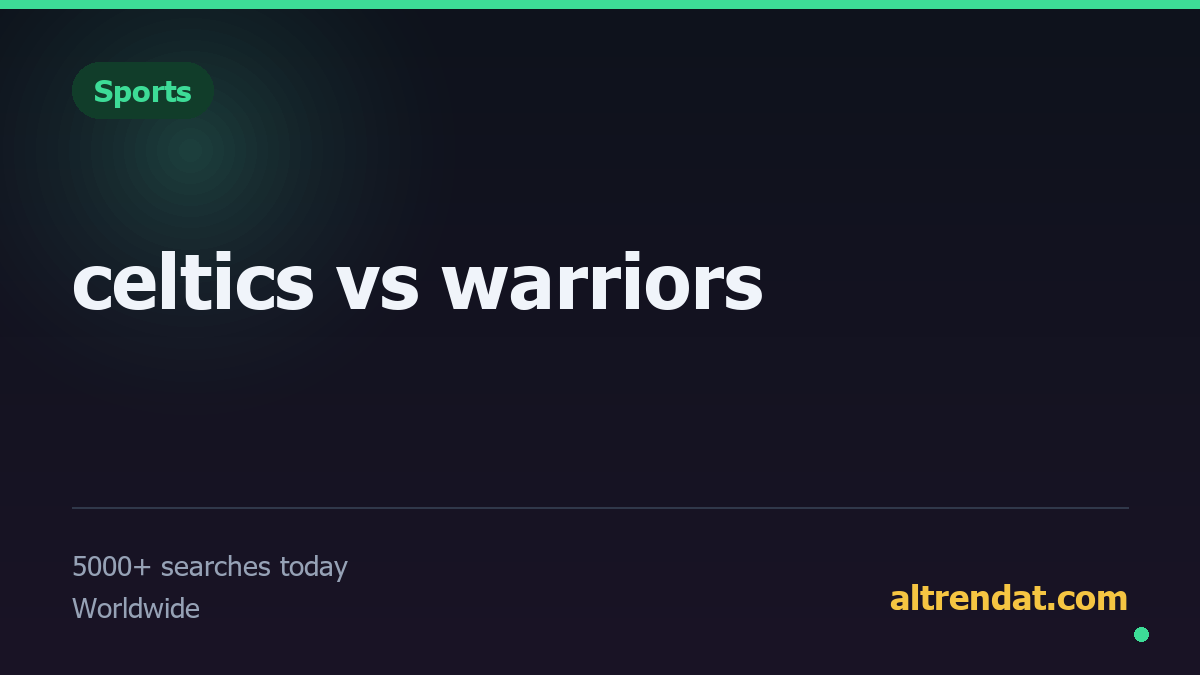 Sports
celtics vs warriors
5000+ searches today
Worldwide
altrendat.com